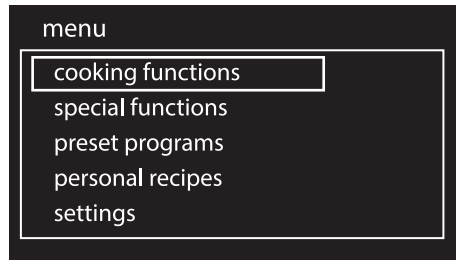 menu
cooking functions
special functions
preset programs
personal recipes
settings